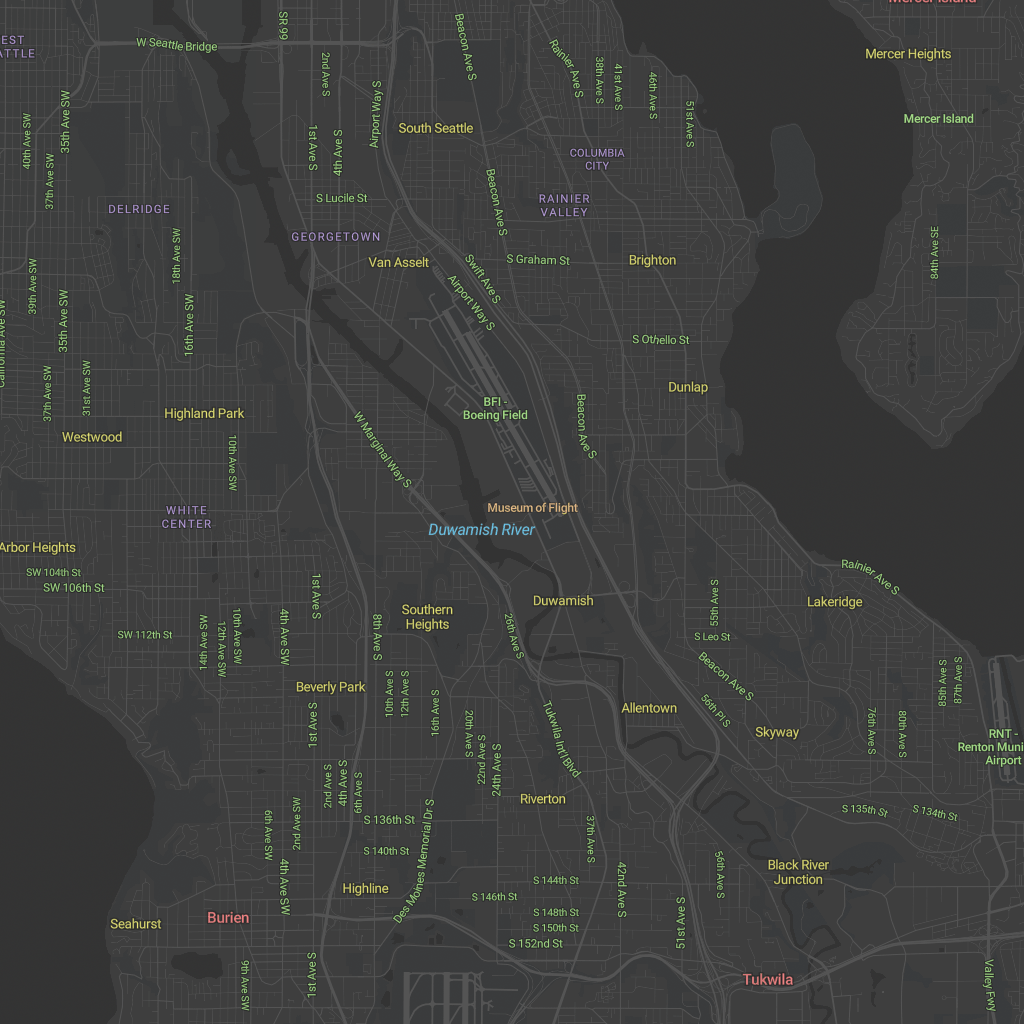 Mercer Island
SR 99
W Seattle Bridge
Beacon Ave S
Rainier Ave S
Mercer Heights
2nd Ave S
38th Ave S
41st Ave S
46th Ave S
51st Ave S
40th Ave SW
35th Ave SW
37th Ave SW
1st Ave S
4th Ave S
Airport Way S
South Seattle
Mercer Island
COLUMBIA
CITY
DELRIDGE
S Lucile St
Beacon Ave S
RAINIER
VALLEY
GEORGETOWN
18th Ave SW
84th Ave SE
Van Asselt
S Graham St
Brighton
39th Ave SW
35th Ave SW
16th Ave SW
Swift Ave S
Airport Way S
California Ave SW
S Othello St
37th Ave SW
31st Ave SW
Dunlap
BFI -
Boeing Field
Beacon Ave S
Highland Park
Westwood
10th Ave SW
W Marginal Way S
WHITE
CENTER
Museum of Flight
Duwamish River
Arbor Heights
SW 104th St
SW 106th St
Rainier Ave S
1st Ave S
Duwamish
Southern
Heights
55th Ave S
Lakeridge
SW 112th St
14th Ave SW
12th Ave SW
10th Ave SW
4th Ave SW
8th Ave S
26th Ave S
S Leo St
Beacon Ave S
Beverly Park
10th Ave S
12th Ave S
16th Ave S
85th Ave S
87th Ave S
1st Ave S
Allentown
56th Pl S
Skyway
76th Ave S
80th Ave S
20th Ave S
22nd Ave S
24th Ave S
Tukwila Int'l Blvd
RNT -
Renton Muni
Airport
2nd Ave S
4th Ave S
6th Ave S
Riverton
S 135th St
S 134th St
6th Ave SW
2nd Ave SW
4th Ave SW
S 136th St
S 140th St
Des Moines Memorial Dr S
37th Ave S
42nd Ave S
56th Ave S
Black River
Junction
Highline
S 144th St
S 146th St
S 148th St
S 150th St
S 152nd St
51st Ave S
Burien
Seahurst
9th Ave SW
1st Ave S
Tukwila
Valley Fwy